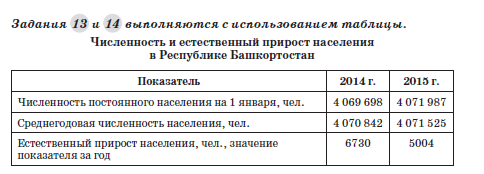 Задания 13 и 14 выполняются с использованием таблицы.
Численность и естественный прирост населения
в Республике Башкортостан
Показатель 2014 г. 2015 г.
Численность постоянного населения на 1 января, чел. 4 069 698 4 071 987
Среднегодовая численность населения, чел. 4 070 842 4 071 525
Естественный прирост населения, чел., значение 6730 5004
показателя за год